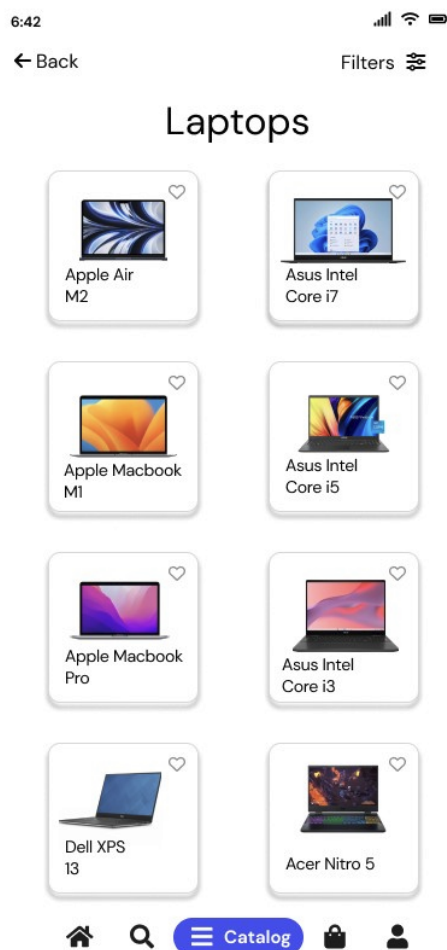 6:42
Back
Filters
Laptops
Apple Air
M2
Asus Intel
Core i7
Apple Macbook
M1
Asus Intel
Core i5
Apple Macbook
Pro
Asus Intel
Core i3
Dell XPS
13
Acer Nitro 5
Catalog